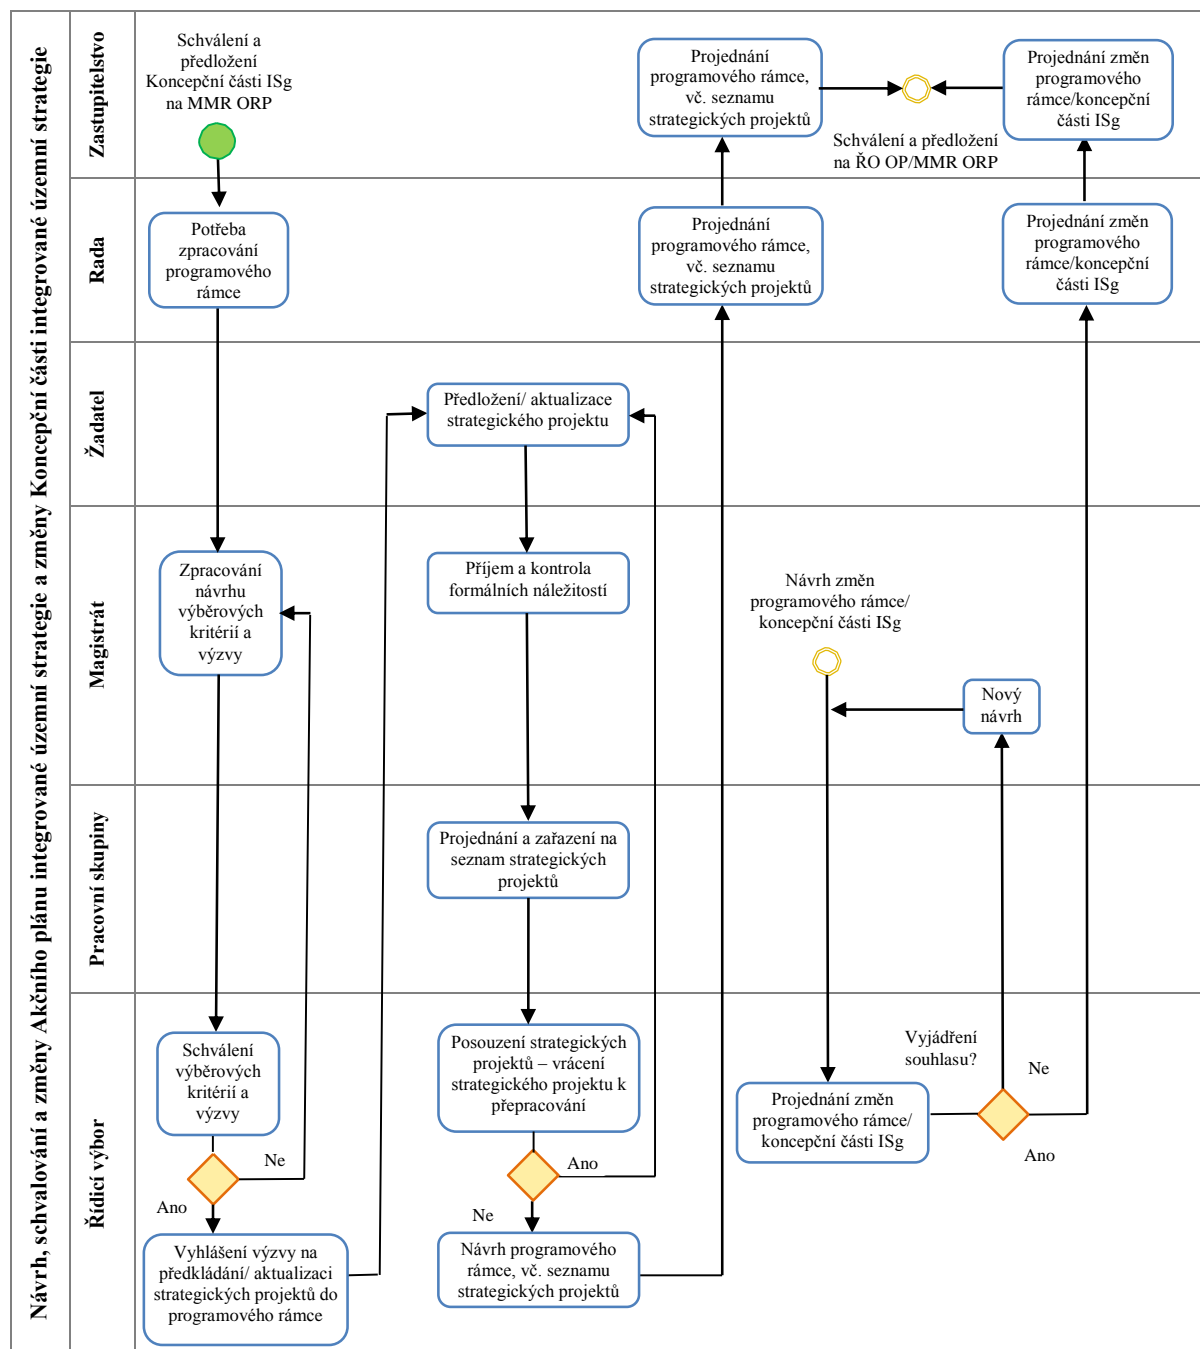 Návrh, schvalování a změny Akčního plánu integrované územní strategie a změny Koncepční části integrované územní strategie
Zastupitelstvo
Schválení a
předložení
Koncepční části ISg
na MMR ORP
Projednání
programového rámce,
vč. seznamu
strategických projektů
Schválení a předložení
na ŘO OP/MMR ORP
Projednání změn
programového
rámce/koncepční
části ISg
Rada
Potřeba
zpracování
programového
rámce
Projednání
programového rámce,
vč. seznamu
strategických projektů
Projednání změn
programového
rámce/koncepční
části ISg
Žadatel
Předložení/ aktualizace
strategického projektu
Magistrát
Zpracování
návrhu
výběrových
kritérií a
výzvy
Příjem a kontrola
formálních náležitostí
Návrh změn
programového rámce/
koncepční části ISg
Nový
návrh
Pracovní skupiny
Projednání a zařazení na
seznam strategických
projektů
Řídicí výbor
Schválení
výběrových
kritérií a
výzvy
Ne
Ano
Vyhlášení výzvy na
předkládání/ aktualizaci
strategických projektů do
programového rámce
Posouzení strategických
projektů – vrácení
strategického projektu k
přepracování
Ano
Ne
Návrh programového
rámce, vč. seznamu
strategických projektů
Projednání změn
programového rámce/
koncepční části ISg
Vyjádření
souhlasu?
Ne
Ano